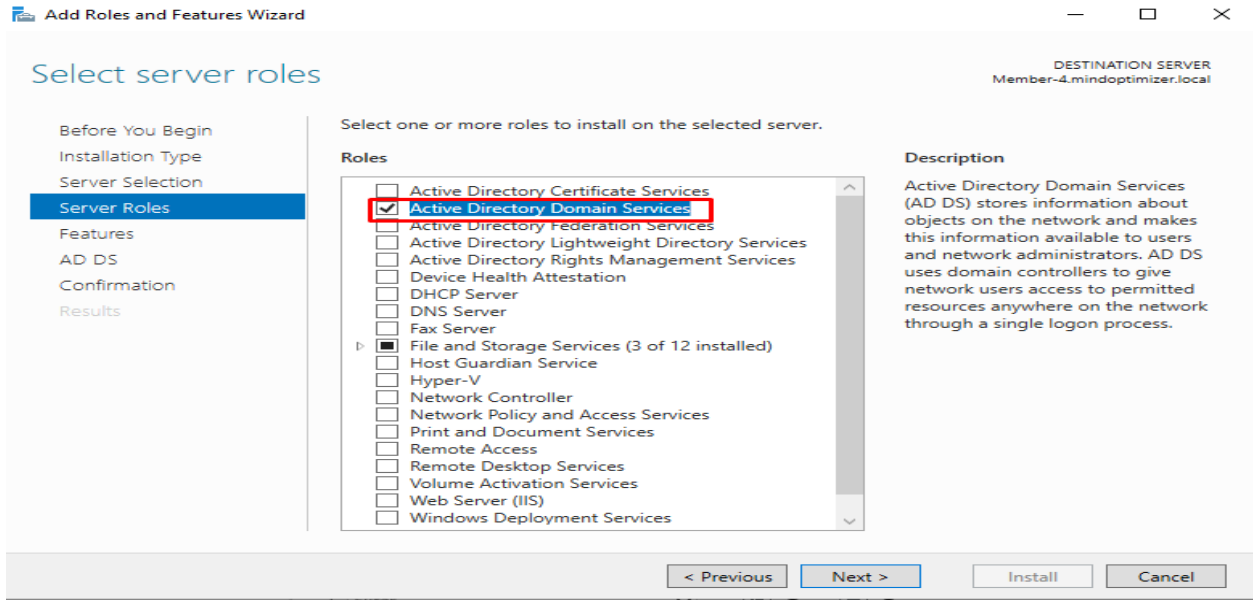 Add Roles and Features Wizard
Select server roles
DESTINATION SERVER
Member-4.mindoptimizer.local
Before You Begin
Installation Type
Server Selection
Server Roles
Features
AD DS
Confirmation
Results
Select one or more roles to install on the selected server.
Roles
Active Directory Certificate Services
Active Directory Domain Services
Active Directory Federation Services
Active Directory Lightweight Directory Services
Active Directory Rights Management Services
Device Health Attestation
DHCP Server
DNS Server
Fax Server
File and Storage Services (3 of 12 installed)
Host Guardian Service
Hyper-V
Network Controller
Network Policy and Access Services
Print and Document Services
Remote Access
Remote Desktop Services
Volume Activation Services
Web Server (IIS)
Windows Deployment Services
Description
Active Directory Domain Services
(AD DS) stores information about
objects on the network and makes
this information available to users
and network administrators. AD DS
uses domain controllers to give
network users access to permitted
resources anywhere on the network
through a single logon process.
< Previous
Next >
Install
Cancel